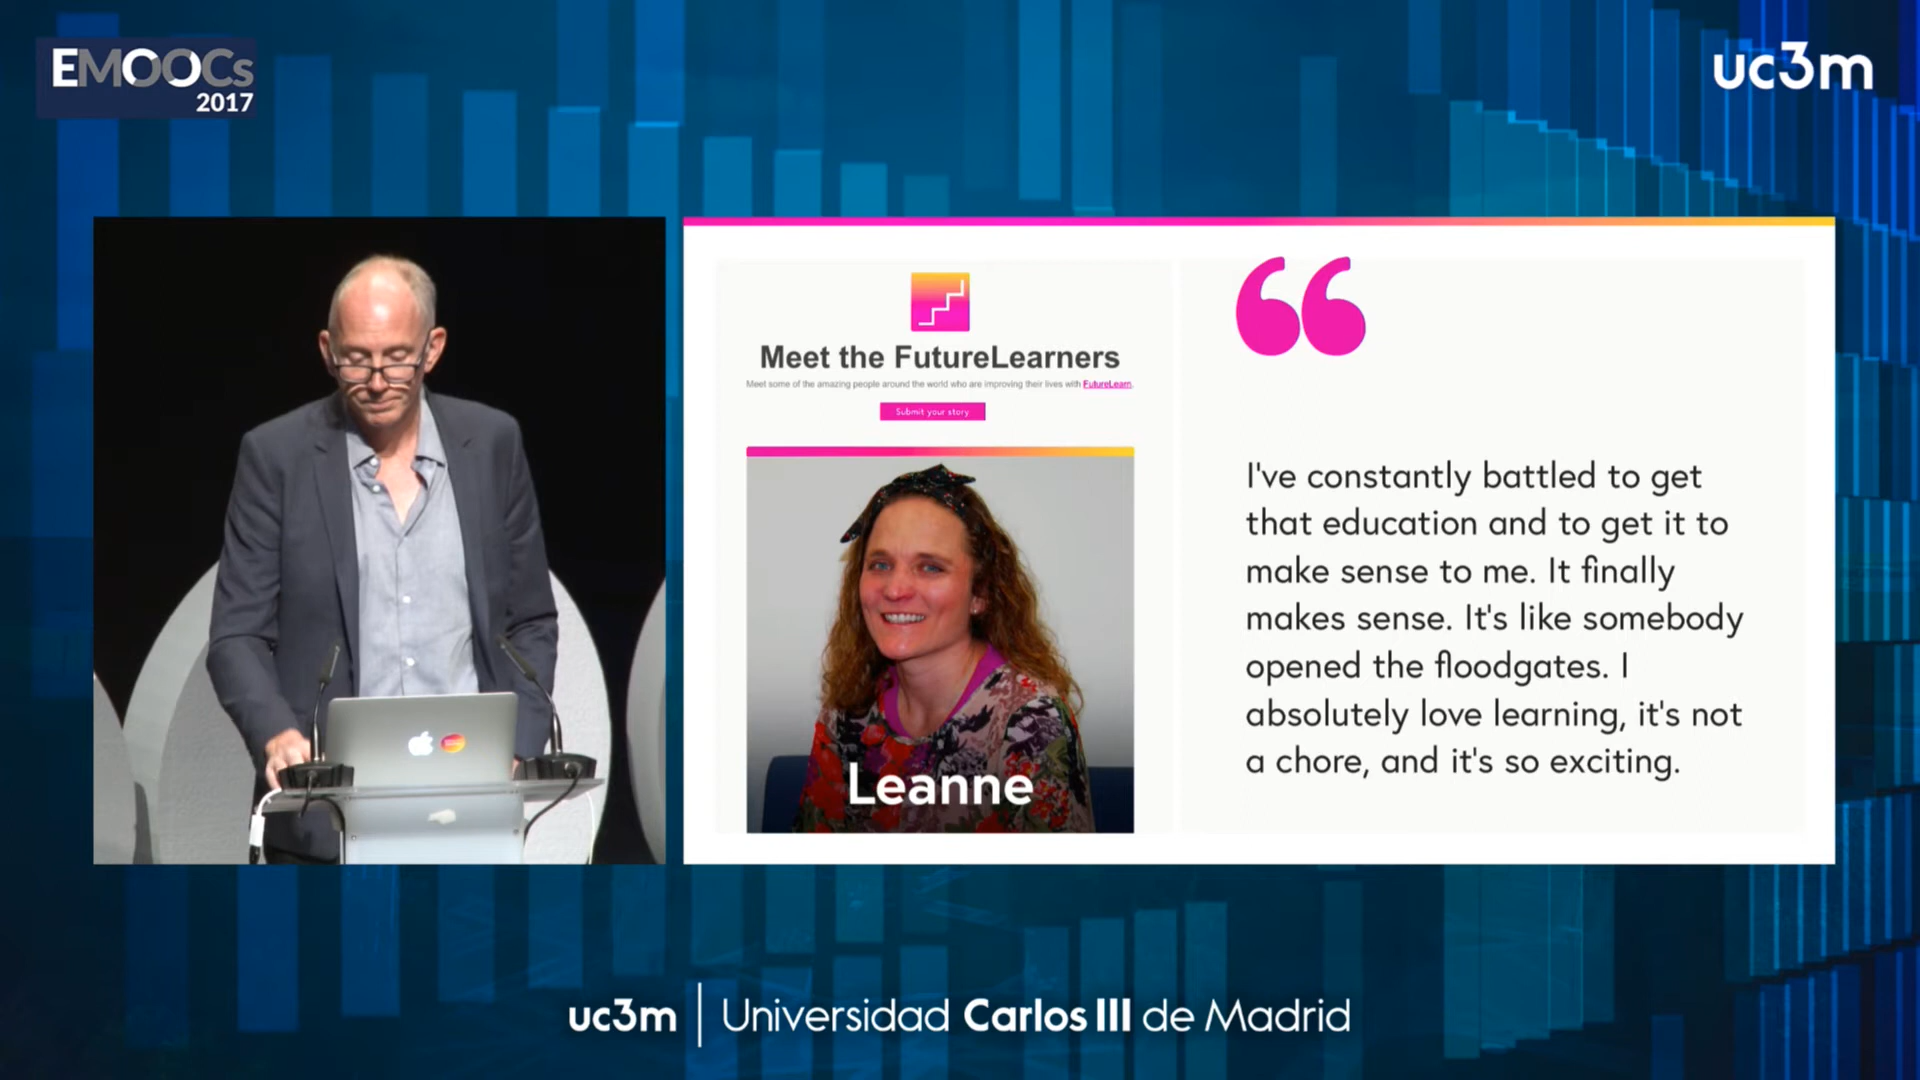 EMOOCs
2017
uc3m
Meet the FutureLearners
Meet some of the amazing people around the world who are improving their lives with FutureLearn.
Submit your story
Leanne
I've constantly battled to get
that education and to get it to
make sense to me. It finally
makes sense. It's like somebody
opened the floodgates. I
absolutely love learning, it's not
a chore, and it's so exciting.
uc3m | Universidad Carlos III de Madrid